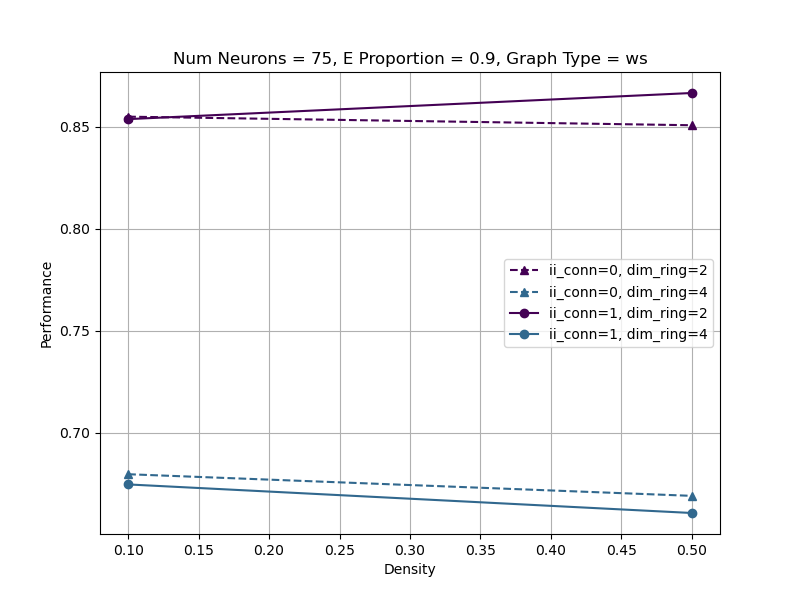 Num Neurons = 75, E Proportion = 0.9, Graph Type = ws
Performance
0.85
0.80
0.75
0.70
ii_conn=0, dim_ring=2
ii_conn=0, dim_ring=4
ii_conn=1, dim_ring=2
ii_conn=1, dim_ring=4
0.10 0.15 0.20 0.25 0.30 0.35 0.40 0.45 0.50
Density